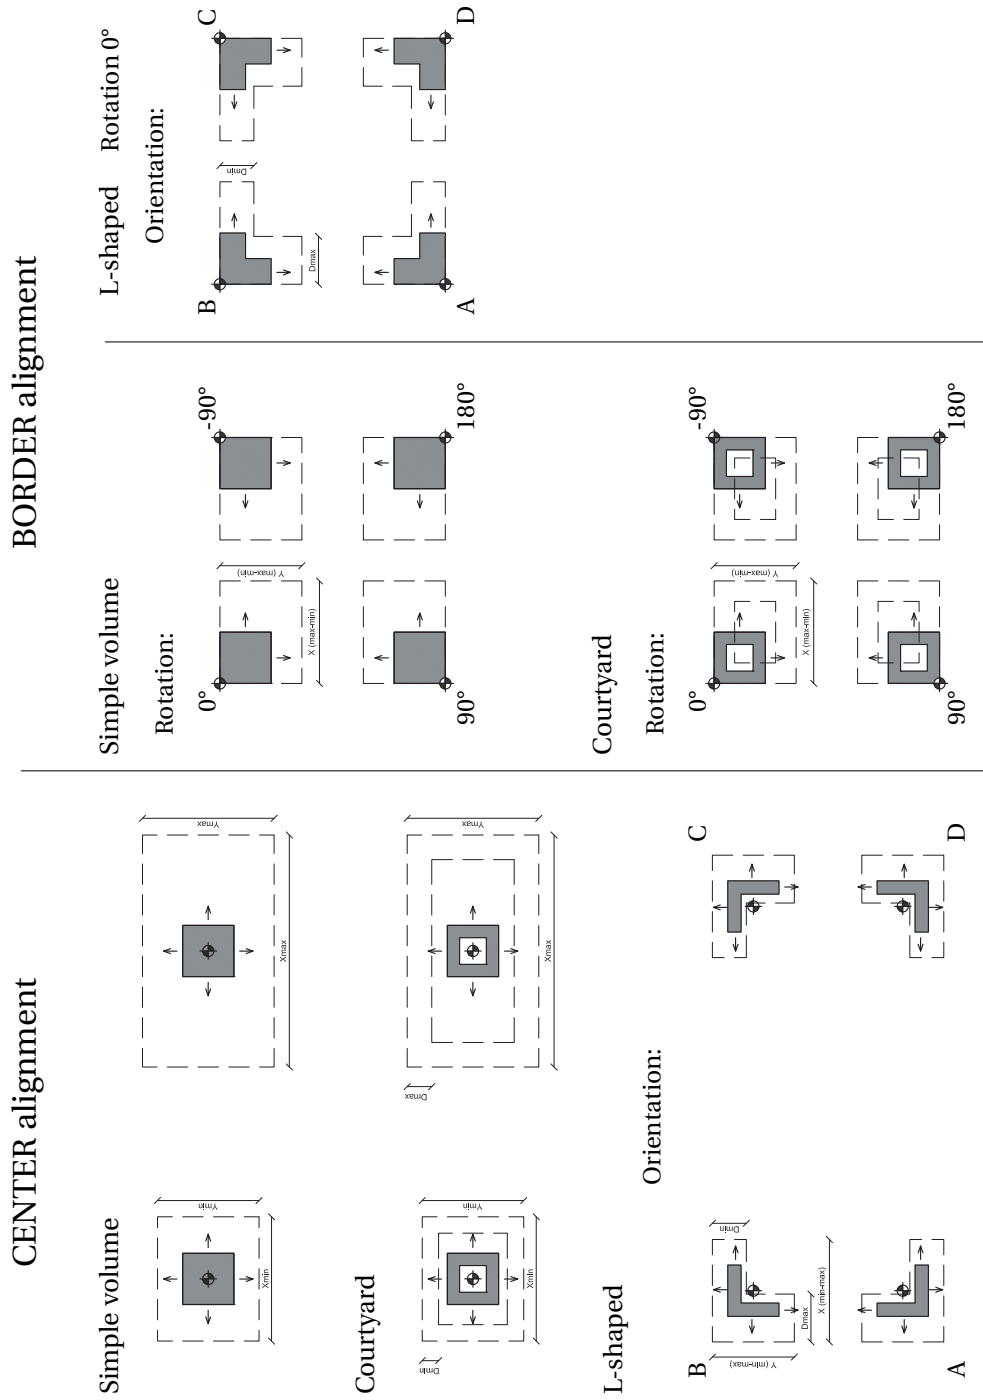 CENTER alignment
Simple volume
Ymin
Xmin
Ymax
Xmax
Courtyard
Dmin
Ymin
Xmin
Dmax
Ymax
Xmax
L-shaped
Orientation:
B
Dmin
C
Y (min-max)
Dmax
X (min-max)
A
D
BORDER alignment
Simple volume
Rotation:
0°
-90°
Y (max-min)
X (max-min)
90°
180°
Courtyard
Rotation:
0°
-90°
Y (max-min)
X (max-min)
90°
180°
L-shaped Rotation 0°
Orientation:
B
C
Dmin
Dmax
A
D